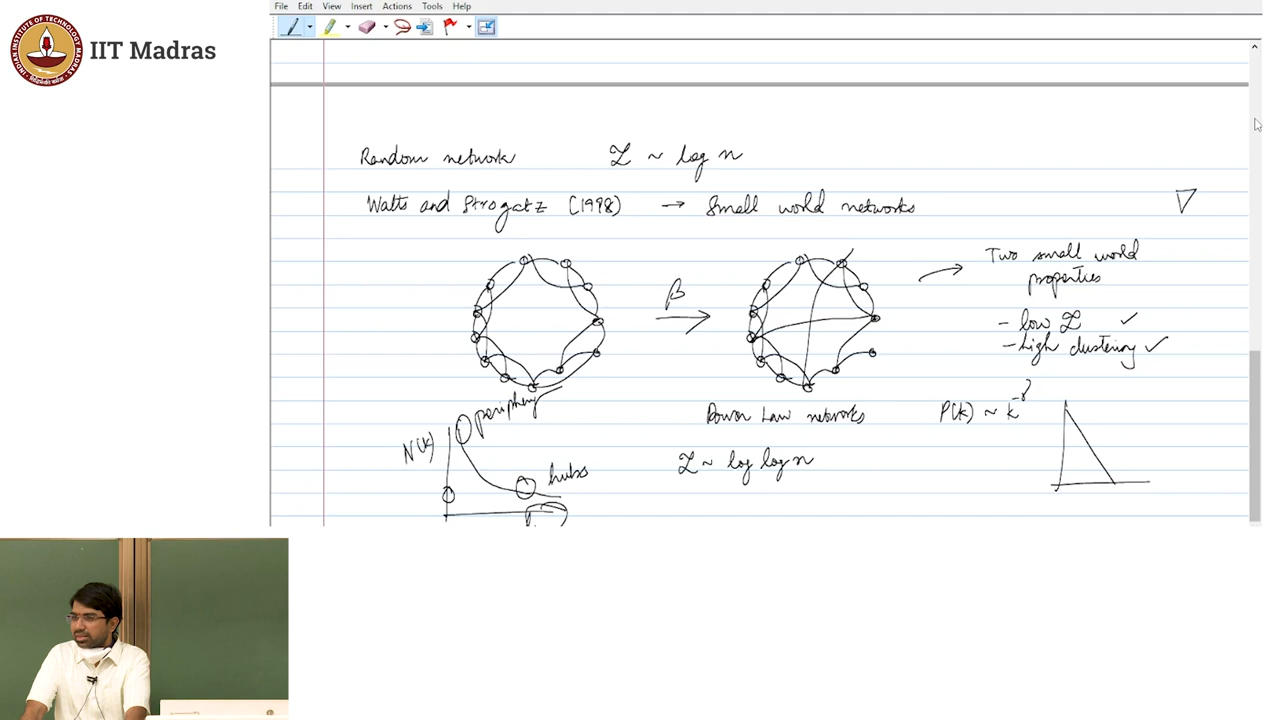 File Edit View Insert Actions Tools Help
IIT Madras
Random network L ~ log n
Watts and Strogatz (1998) → Small world networks
β
Two small world
properties
- low L ✓
- high clustering ✓
periphery
N(k)
hubs
Power Law networks P(k) ~ k^-γ
L ~ log log n